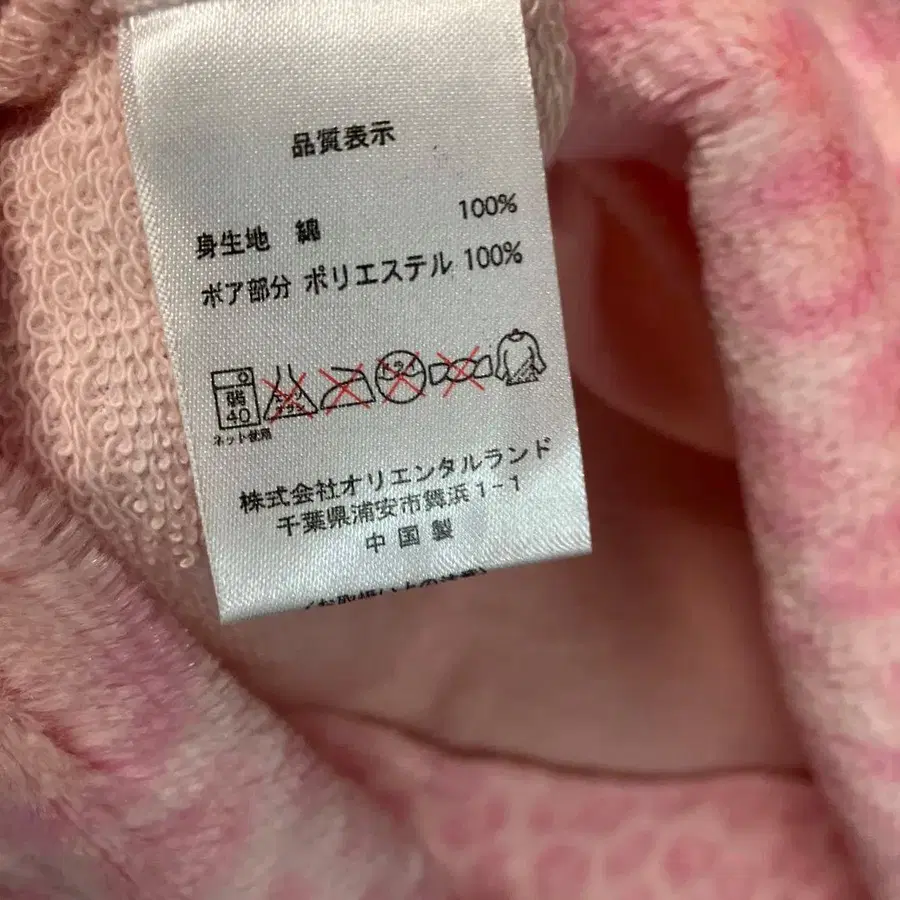 品質表示
身生地 綿 100%
ボア部分 ポリエステル 100%
弱
40
ネット使用
株式会社オリエンタルランド
千葉県浦安市舞浜1-1
中国製